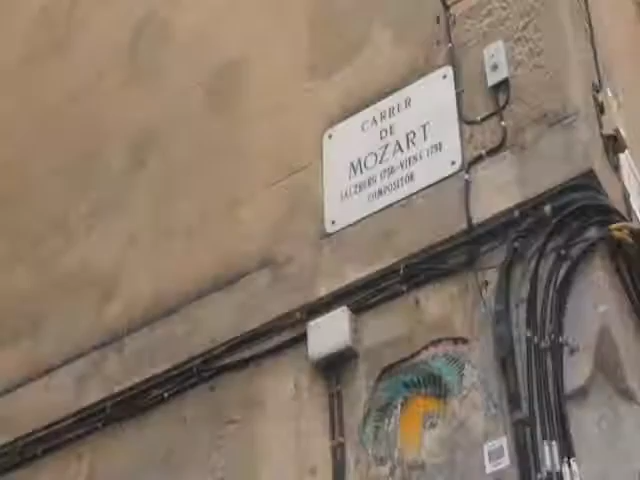 CARRER
DE
MOZART
SALZBURG 1756-VIENA 1791
COMPOSITOR